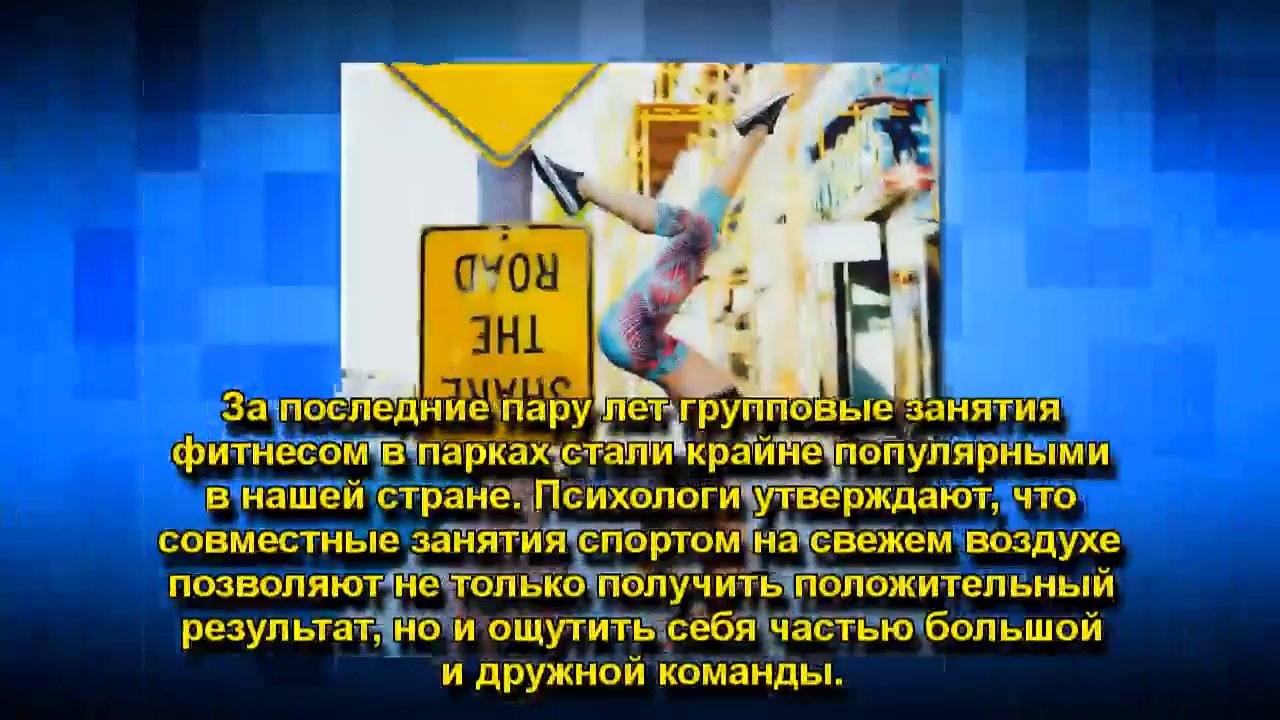 ROAD
THE
SHARE
За последние пару лет групповые занятия
фитнесом в парках стали крайне популярными
в нашей стране. Психологи утверждают, что
совместные занятия спортом на свежем воздухе
позволяют не только получить положительный
результат, но и ощутить себя частью большой
и дружной команды.